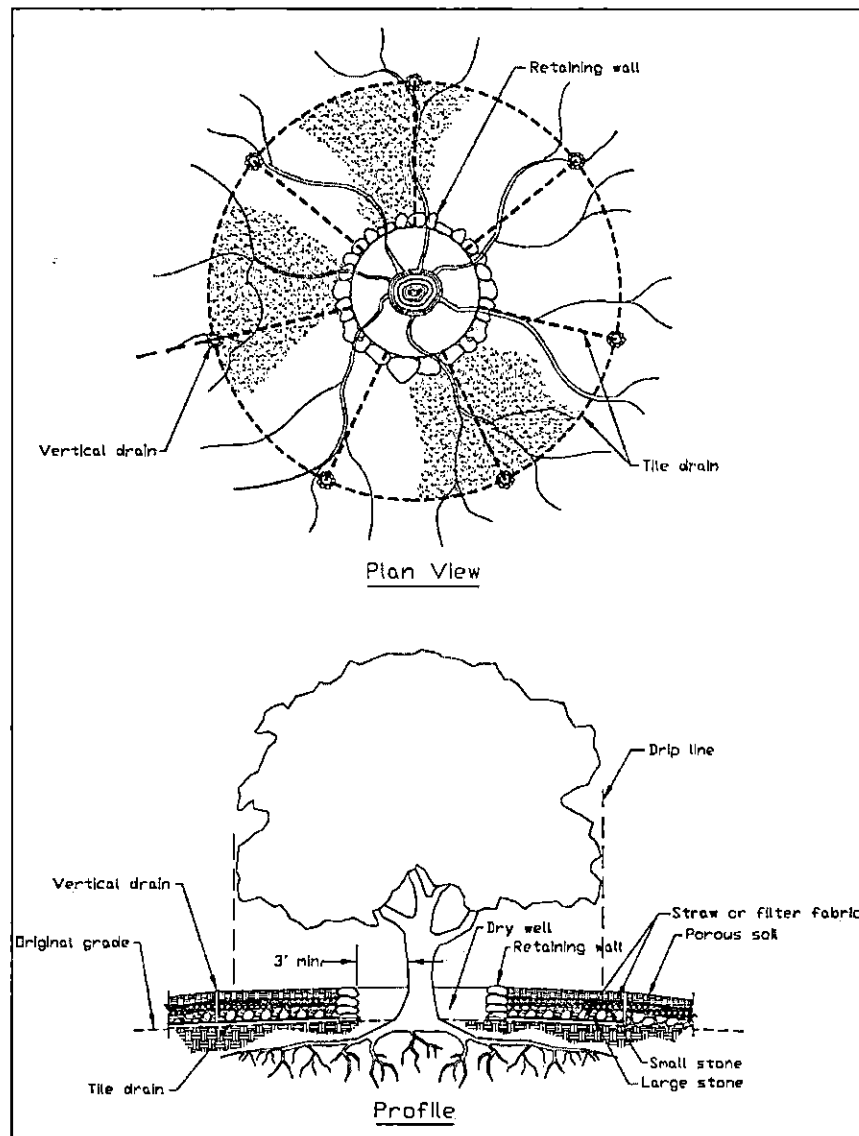 Retaining
wall
Vertical drain
Tile drain
Plan View
Drip line
Vertical drain
Dry well
Straw or filter fabric
Original grade
Retaining wall
Porous soil
3' min.
Small stone
Tile drain
Large stone
Profile